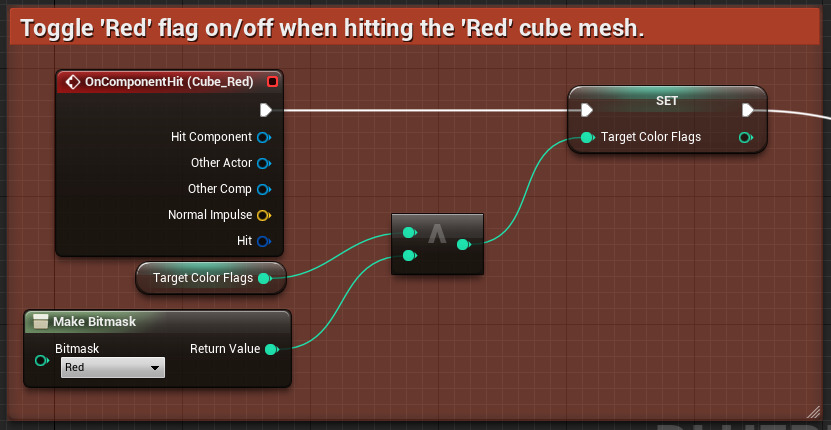 Toggle 'Red' flag on/off when hitting the 'Red' cube mesh.
OnComponentHit (Cube_Red)
Hit Component
Other Actor
Other Comp
Normal Impulse
Hit
SET
Target Color Flags
Target Color Flags
Make Bitmask
Bitmask
Red
Return Value